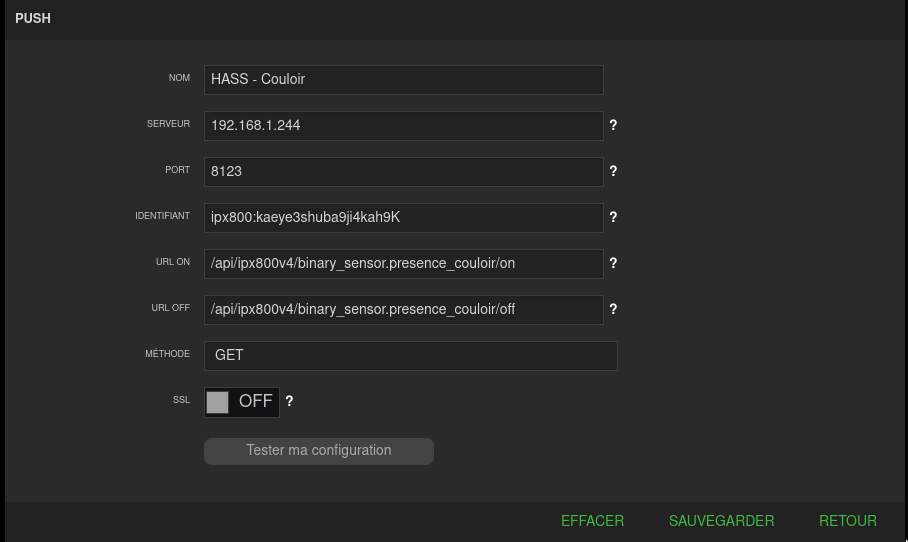 PUSH
NOM HASS - Couloir
SERVEUR 192.168.1.244 ?
PORT 8123 ?
IDENTIFIANT ipx800:kaeye3shuba9ji4kah9K ?
URL ON /api/ipx800v4/binary_sensor.presence_couloir/on ?
URL OFF /api/ipx800v4/binary_sensor.presence_couloir/off ?
MÉTHODE GET
SSL OFF ?
Tester ma configuration
EFFACER SAUVEGARDER RETOUR